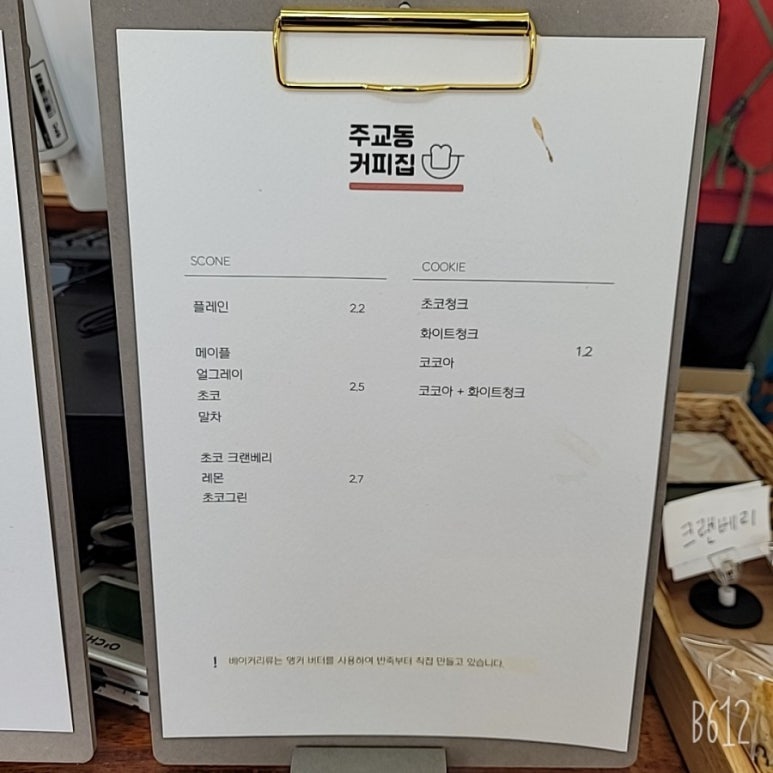 주교동
커피집
SCONE
플레인 2.2
메이플
얼그레이
초코
말차
2.5
초코 크랜베리
레몬
초코그린
2.7
COOKIE
초코청크
화이트청크
코코아
코코아 + 화이트청크
1.2
! 베이커리류는 앵커 버터를 사용하여 반죽부터 직접 만들고 있습니다.
크랜베리
B612